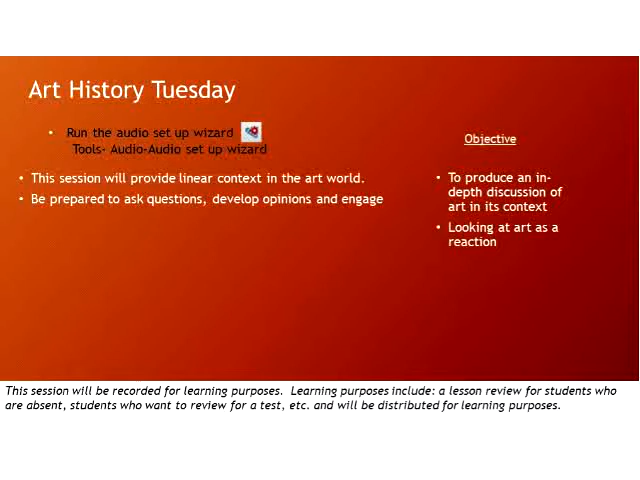 Art History Tuesday
• Run the audio set up wizard
Tools- Audio-Audio set up wizard
• This session will provide linear context in the art world.
• Be prepared to ask questions, develop opinions and engage
Objective
• To produce an in-
depth discussion of
art in its context
• Looking at art as a
reaction
This session will be recorded for learning purposes.  Learning purposes include: a lesson review for students who
are absent, students who want to review for a test, etc. and will be distributed for learning purposes.